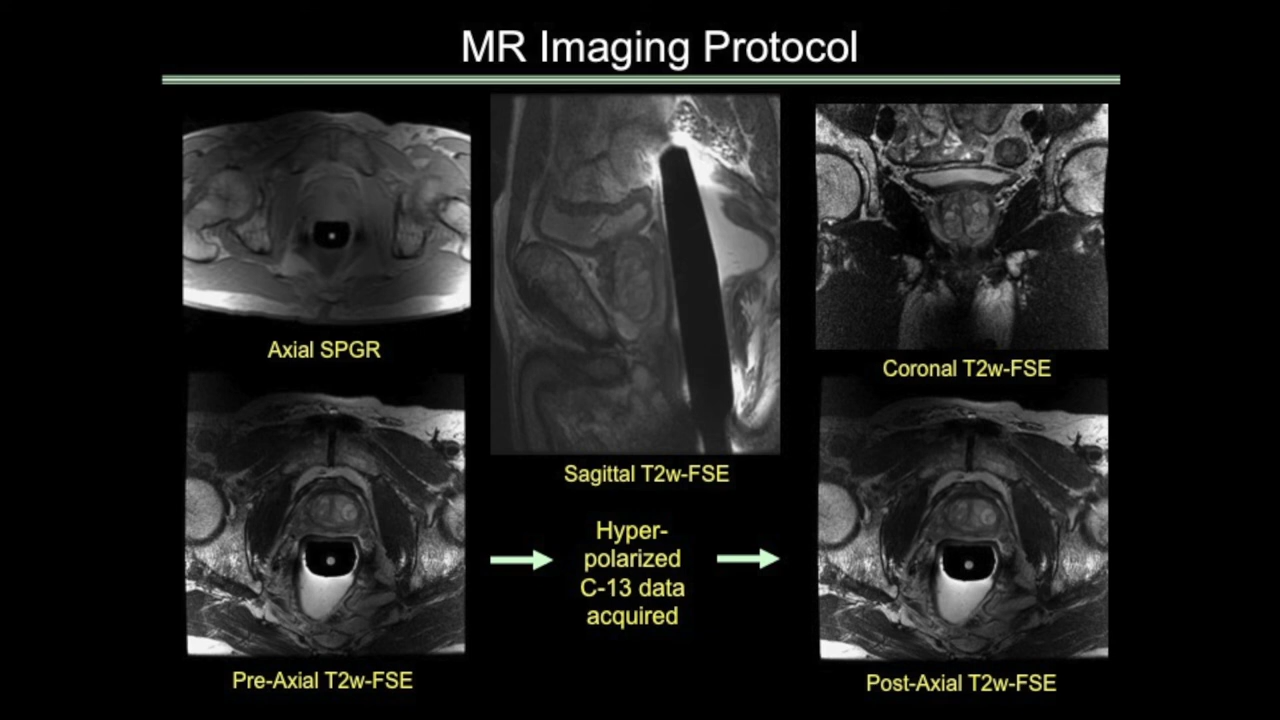 MR Imaging Protocol
Axial SPGR
Coronal T2w-FSE
Sagittal T2w-FSE
Hyper-
polarized
C-13 data
acquired
Pre-Axial T2w-FSE
Post-Axial T2w-FSE